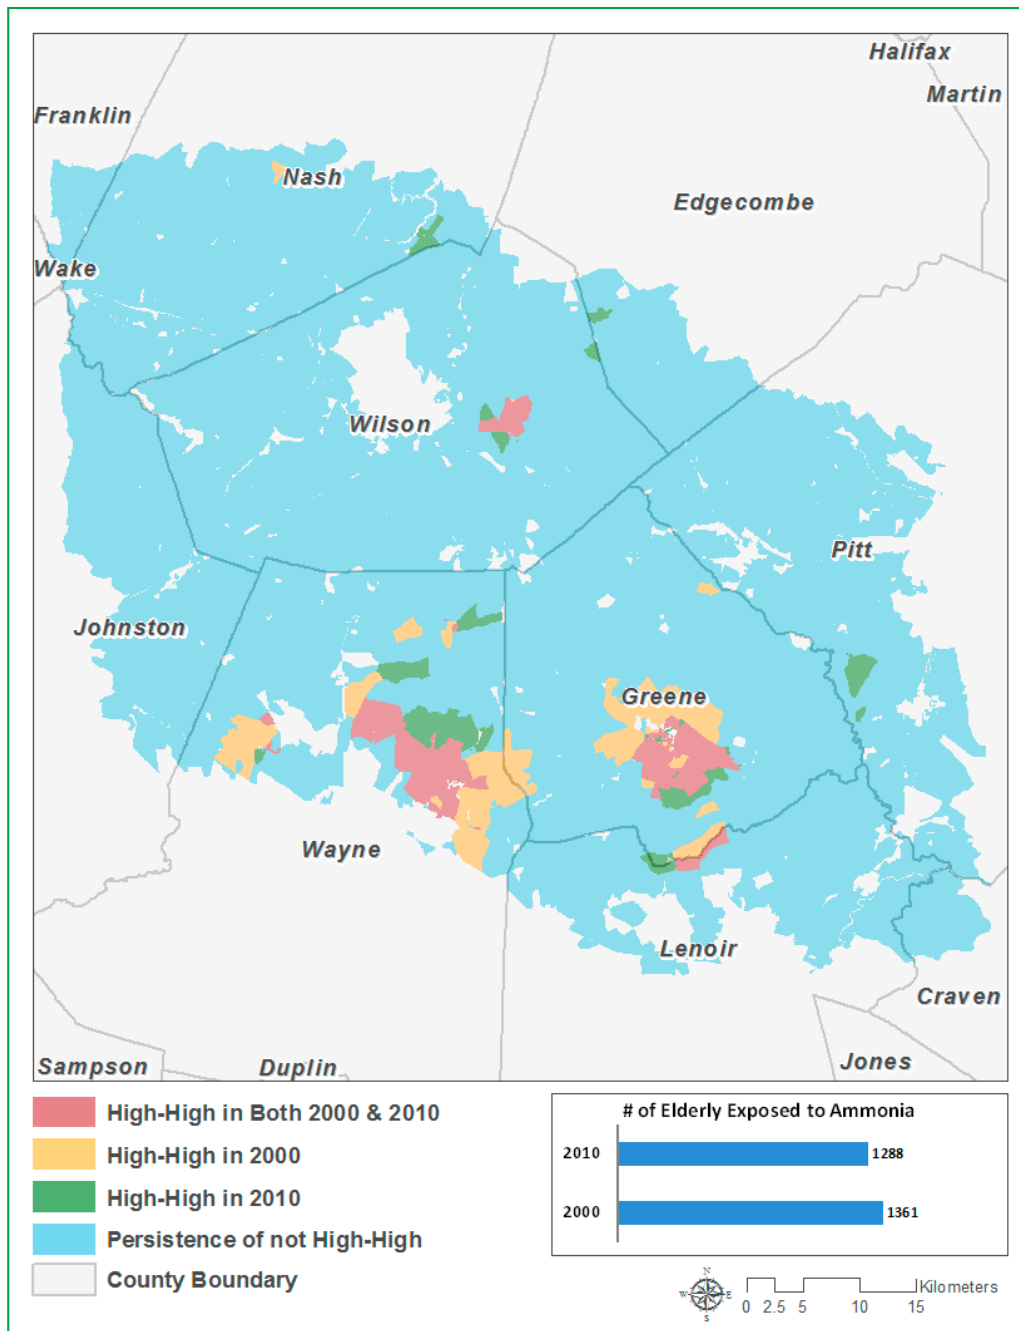 Halifax
Martin
Franklin
Nash
Edgecombe
Wake
Wilson
Pitt
Johnston
Greene
Wayne
Lenoir
Craven
Jones
Sampson
Duplin
High-High in Both 2000 & 2010
High-High in 2000
High-High in 2010
Persistence of not High-High
County Boundary
# of Elderly Exposed to Ammonia
2010 1288
2000 1361
N
W E
S
Kilometers
0 2.5 5 10 15